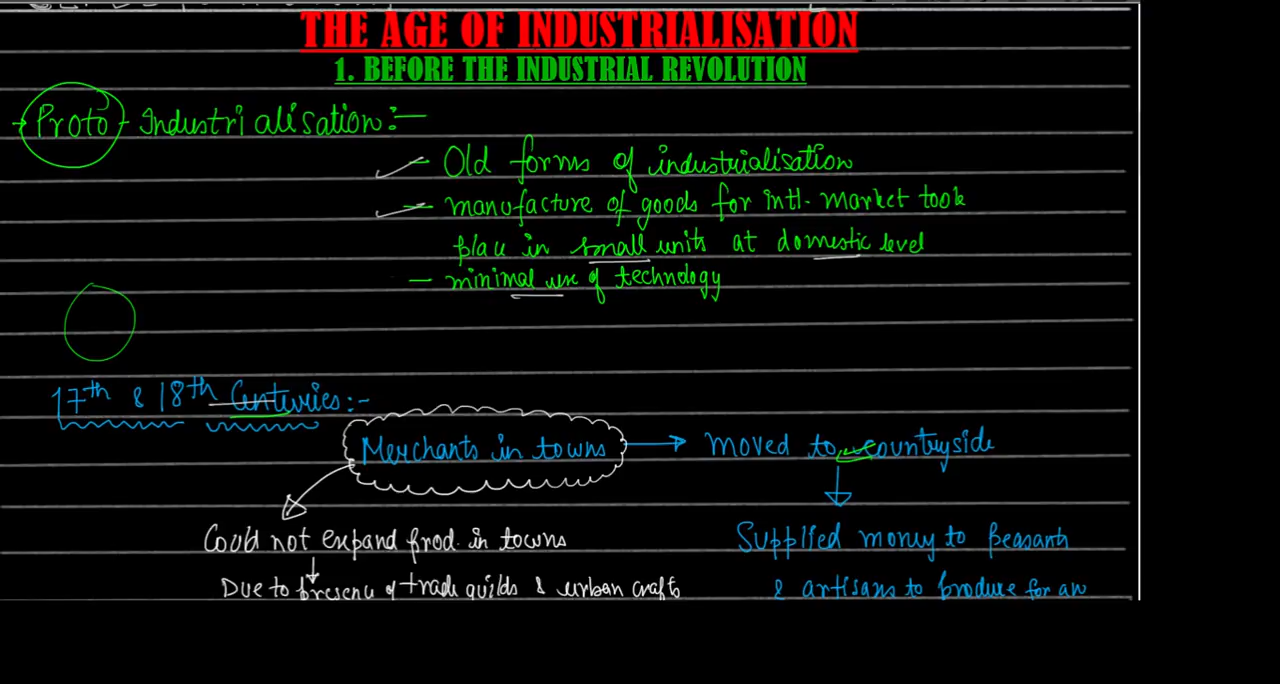 THE AGE OF INDUSTRIALISATION
1. BEFORE THE INDUSTRIAL REVOLUTION
Proto - Industrialisation :-
- Old forms of industrialisation
- manufacture of goods for intl. market took
place in small units at domestic level
- minimal use of technology
17th & 18th Centuries:-
Merchants in towns → moved to countryside
Could not expand prod. in towns
Supplied money to peasants
Due to presence of trade guilds & urban crafts
& artisans to produce for an